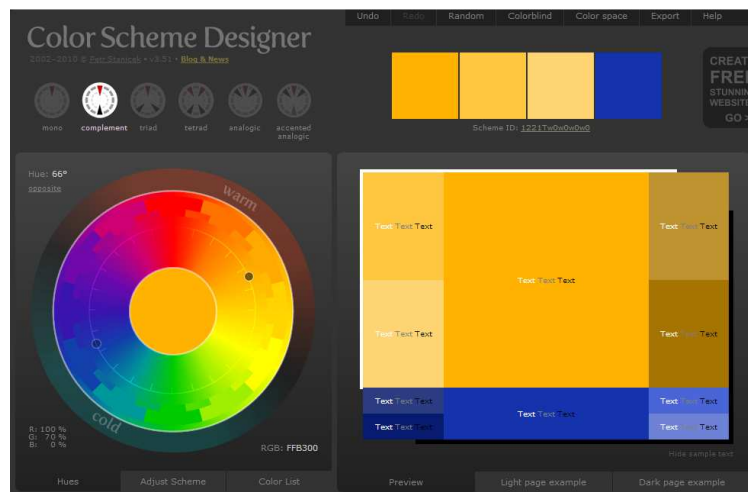 Undo Redo Random Colorblind Color space Export Help
Color Scheme Designer
2002-2010 © Petr Stanicek • v3.51 • Blog & News
mono complement triad tetrad analogic accented analogic
Scheme ID: 1221Tw0w0w0w0
CREAT
FREE
STUNNIN
WEBSITE
GO >
Hue: 66°
opposite
warm
cold
R: 100 %
G: 70 %
B: 0 %
RGB: FFB300
Hues Adjust Scheme Color List
Text Text Text
Text Text Text
Text Text Text
Text Text Text
Text Text Text
Text Text Text
Text Text Text
Text Text Text
Text Text Text
Text Text Text
Hide sample text
Preview Light page example Dark page example